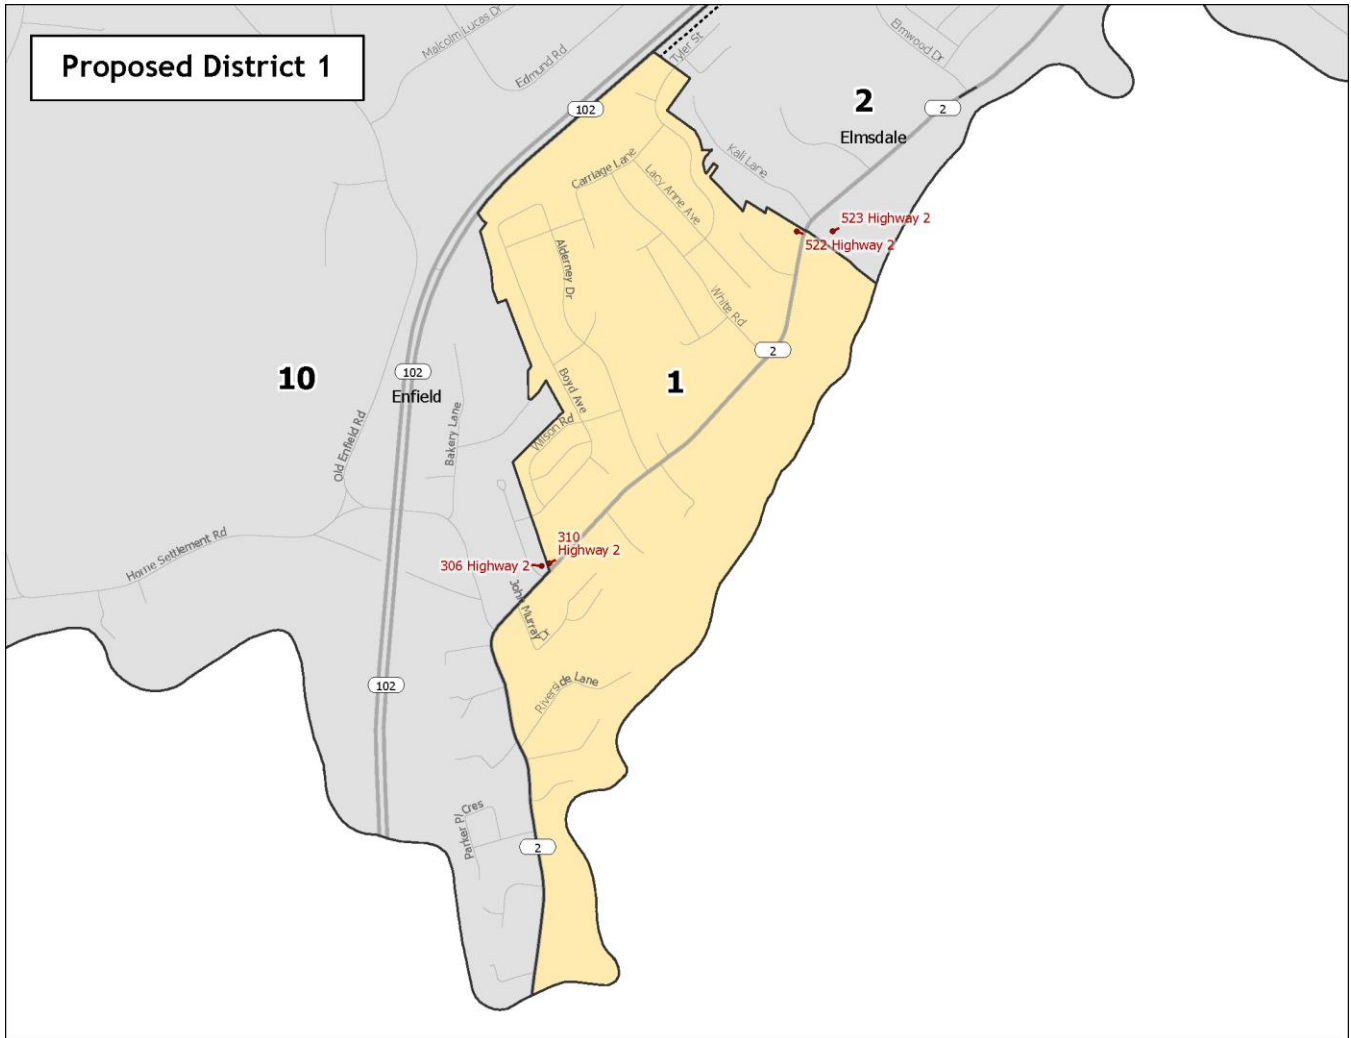 Proposed District 1
Malcolm Lucas Dr
Edmund Rd
Tyler St
Elmwood Dr
102
2
2
Elmsdale
Kali Lane
Carriage Lane
Lacy Anne Ave
523 Highway 2
522 Highway 2
Alderney Dr
White Rd
2
102
10
Enfield
1
Boyd Ave
Wilson Rd
Old Enfield Rd
Bakery Lane
Horne Settlement Rd
310
Highway 2
306 Highway 2
John Murray Dr
102
Riverside Lane
Parker Pl
Cres
2